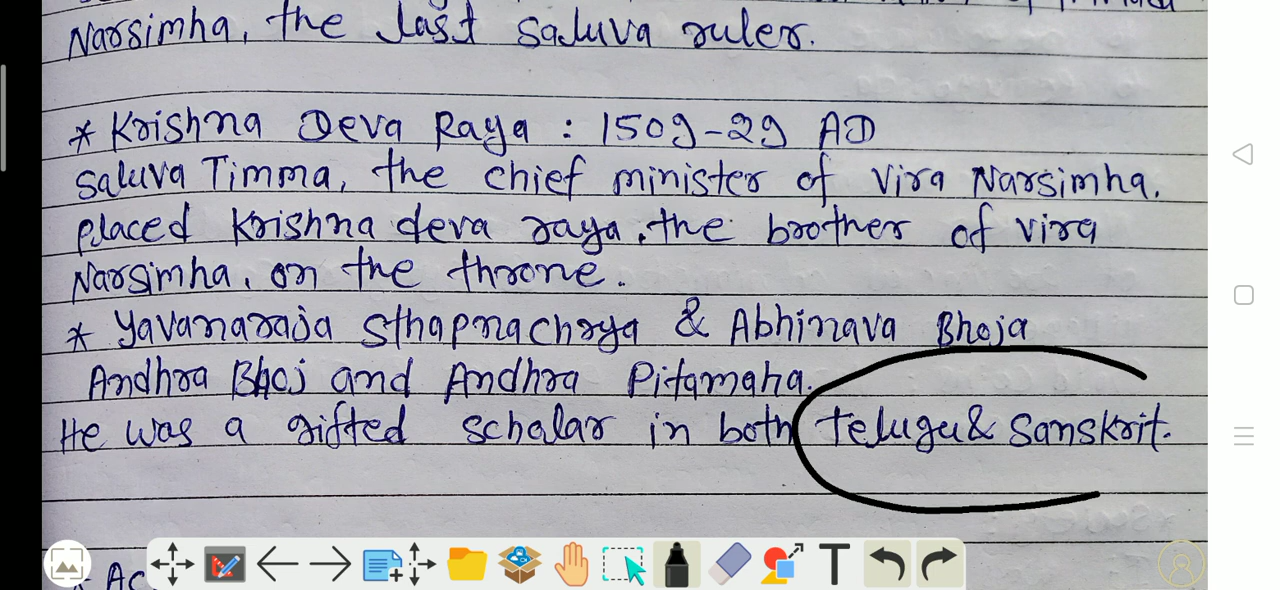 Narsimha, the last saluva ruler.
* Krishna Deva Raya : 1509-29 AD
saluva Timma, the chief minister of Vira Narsimha.
placed Krishna deva raya, the brother of vira
Narsimha, on the throne.
* Yavanaraja Sthapnachrya & Abhinava Bhoja
Andhra Bhoj and Andhra Pitamaha.
He was a gifted scholar in both Telugu & Sanskrit.
* Ac
T